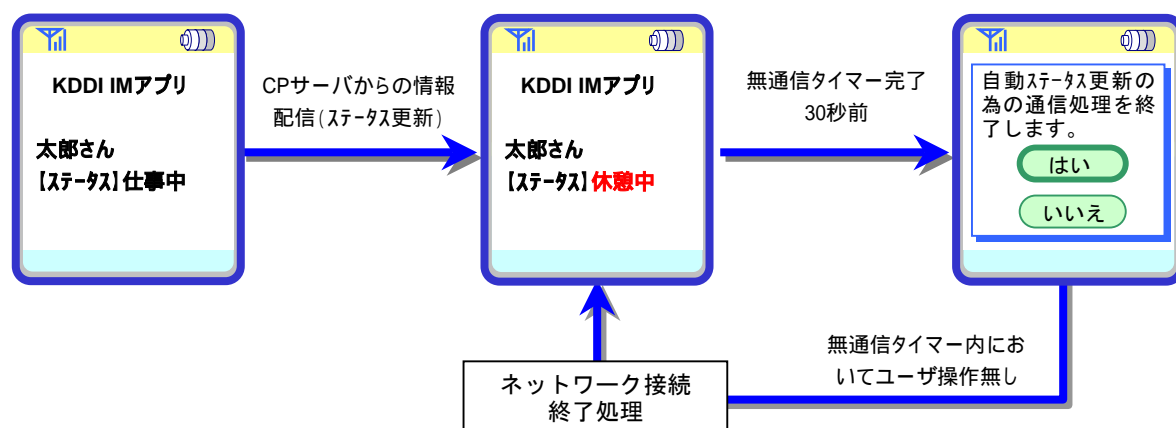 KDDI IMアプリ
太郎さん
【ｽﾃｰﾀｽ】仕事中
CPサーバからの情報
配信(ｽﾃｰﾀｽ更新)
KDDI IMアプリ
太郎さん
【ｽﾃｰﾀｽ】休憩中
無通信タイマー完了
30秒前
自動ｽﾃｰﾀｽ更新の
為の通信処理を終
了します。
はい
いいえ
無通信タイマー内にお
いてユーザ操作無し
ネットワーク接続
終了処理